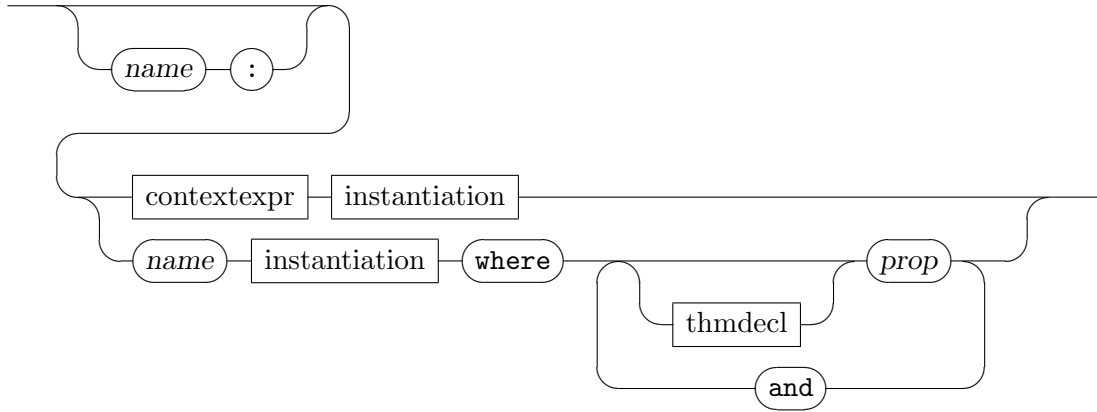 name :
contextexpr instantiation
name instantiation where prop
thmdecl
and